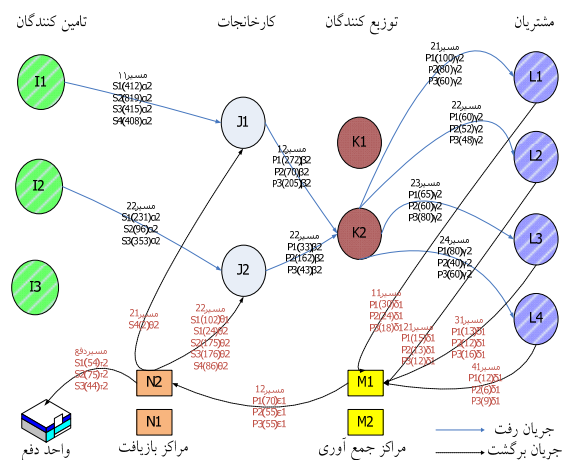 تامین کنندگان
کارخانجات
توزیع کنندگان
مشتریان
I1
I2
I3
J1
J2
K1
K2
L1
L2
L3
L4
مسیر۱۱
S1(412)α2
S2(819)α2
S3(415)α2
S4(408)α2
مسیر22
S1(231)α2
S2(96)α2
S3(353)α2
مسیر12
P1(272)β2
P2(70)β2
P3(205)β2
مسیر22
P1(33)β2
P2(162)β2
P3(43)β2
مسیر21
P1(100)γ2
P2(80)γ2
P3(60)γ2
مسیر22
P1(60)γ2
P2(52)γ2
P3(48)γ2
مسیر23
P1(65)γ2
P2(60)γ2
P3(80)γ2
مسیر24
P1(80)γ2
P2(40)γ2
P3(60)γ2
مسیر11
P1(30)δ1
P2(24)δ1
P3(18)δ1
مسیر21
P1(15)δ1
P2(13)δ1
P3(12)δ1
مسیر31
P1(13)δ1
P2(12)δ1
P3(16)δ1
مسیر41
P1(12)δ1
P2(6)δ1
P3(9)δ1
مسیر21
S4(2)θ2
مسیر22
S1(102)θ2
S1(24)θ2
S2(175)θ2
S3(176)θ2
S4(86)θ2
مسیردفع
S1(54)τ2
S2(75)τ2
S3(44)τ2
مسیر12
P1(70)ε1
P2(55)ε1
P3(55)ε1
N2
N1
M1
M2
واحد دفع
مراکز بازیافت
مراکز جمع آوری
جریان رفت
جریان برگشت